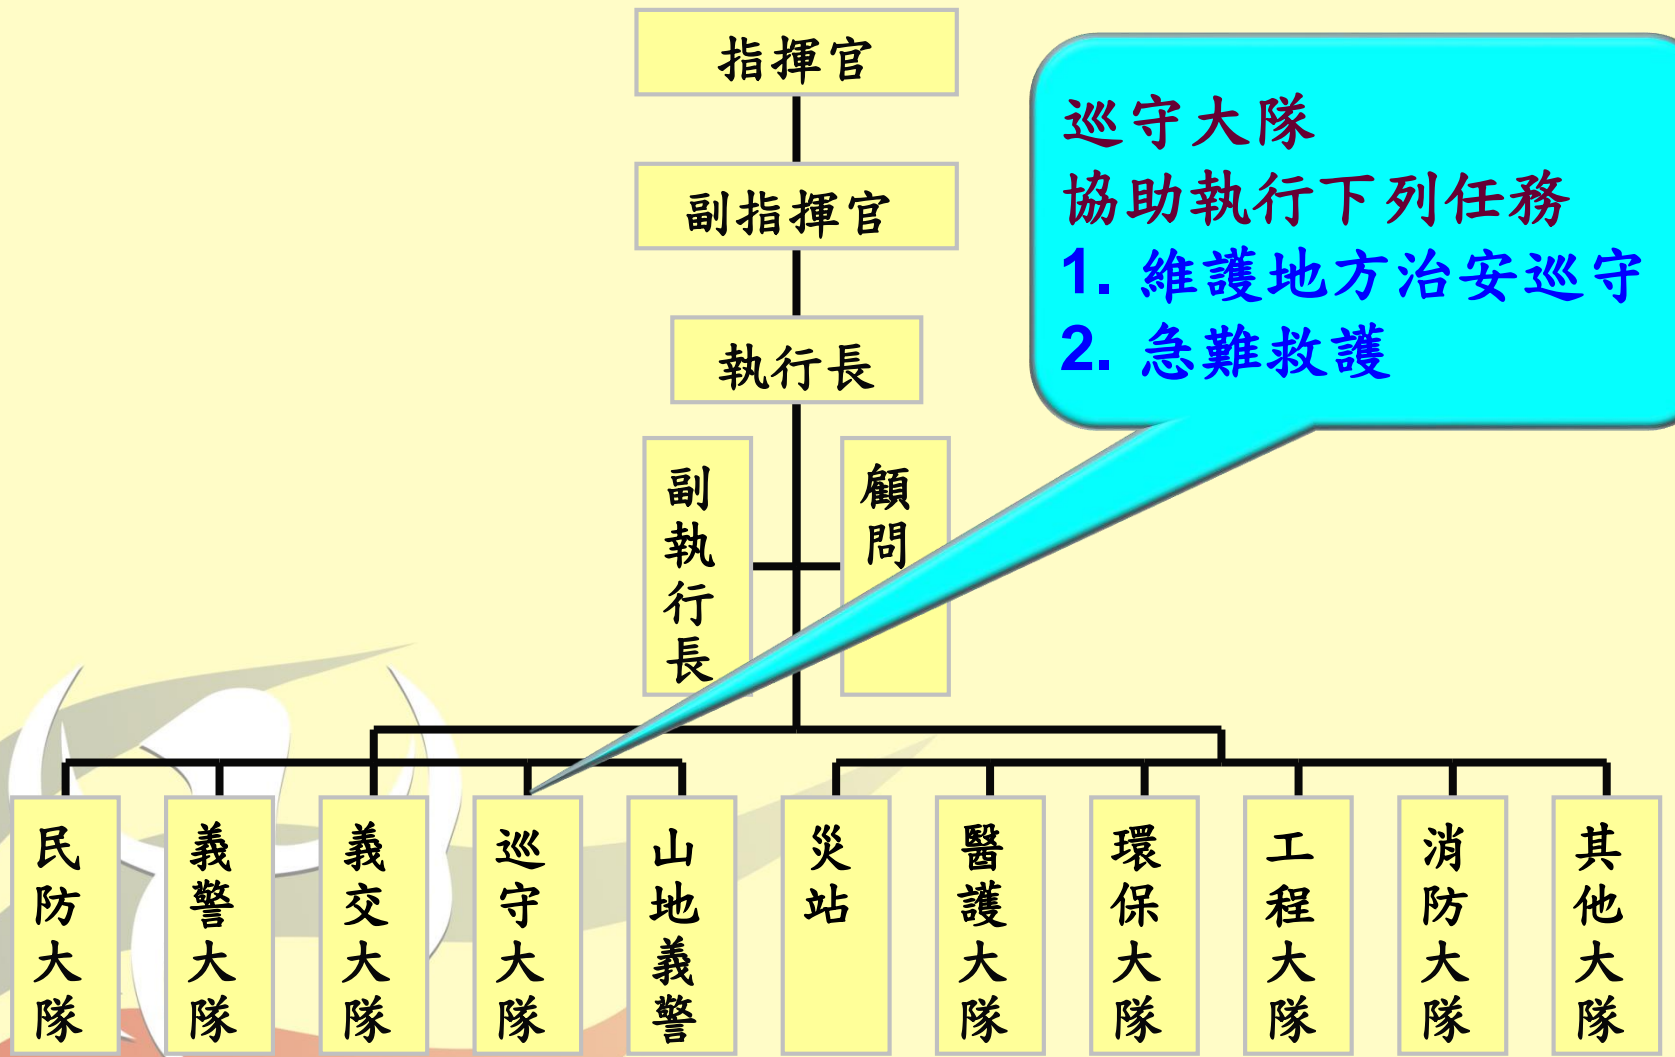 指揮官
副指揮官
執行長
副執行長
顧問
巡守大隊
協助執行下列任務
1. 維護地方治安巡守
2. 急難救護
民防大隊
義警大隊
義交大隊
巡守大隊
山地義警
災站
醫護大隊
環保大隊
工程大隊
消防大隊
其他大隊